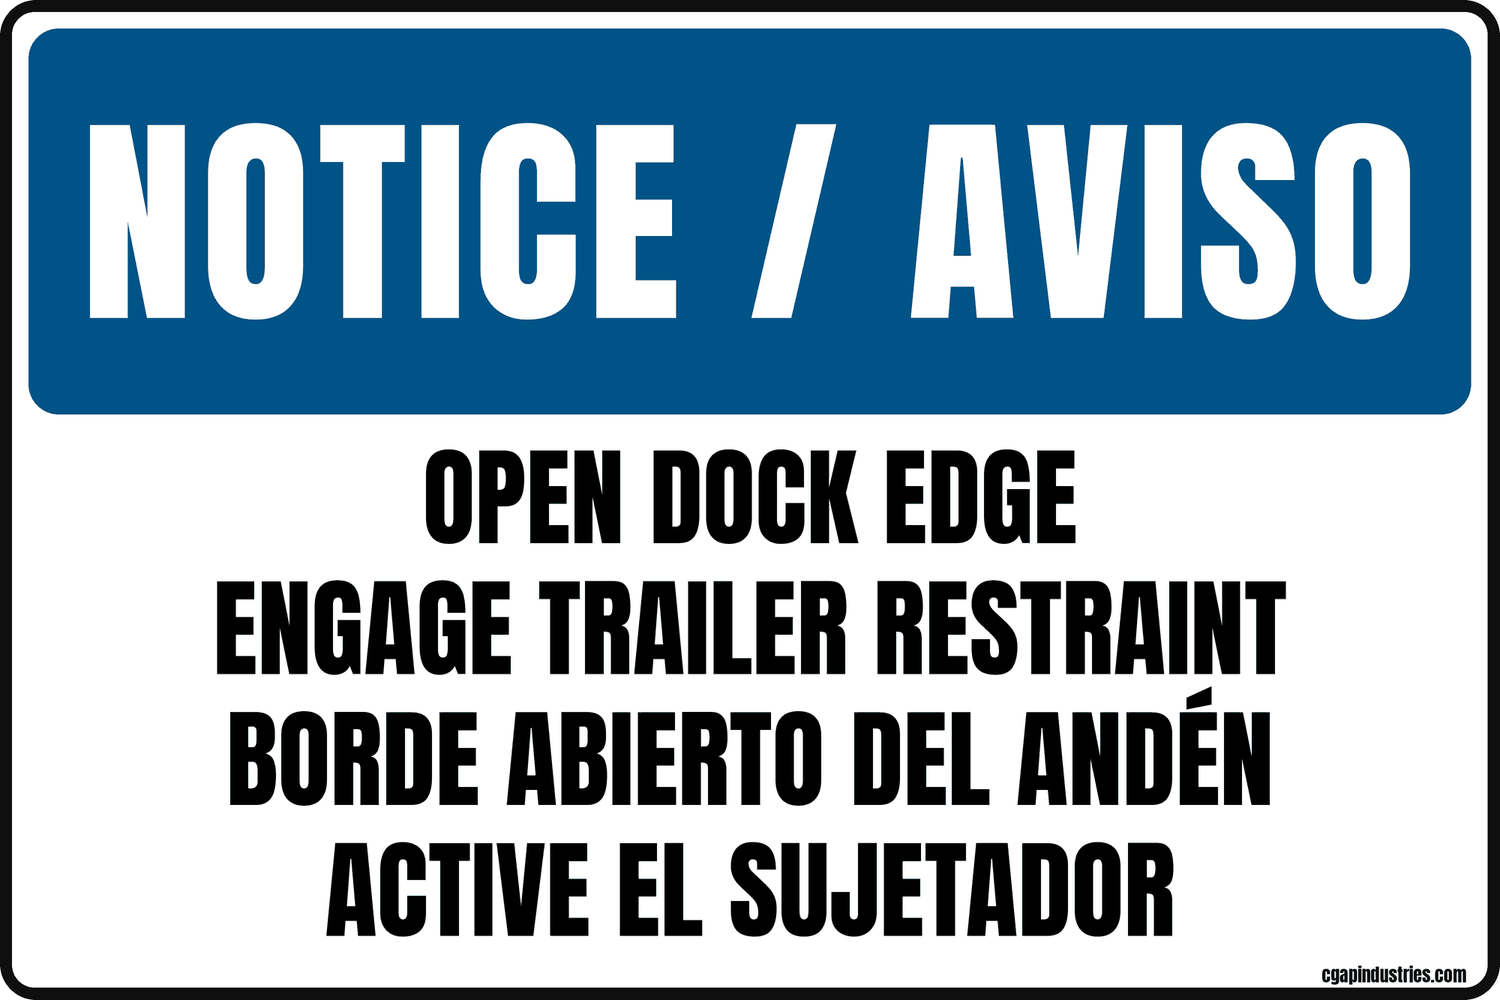 NOTICE / AVISO
OPEN DOCK EDGE
ENGAGE TRAILER RESTRAINT
BORDE ABIERTO DEL ANDÉN
ACTIVE EL SUJETADOR
cgapindustries.com